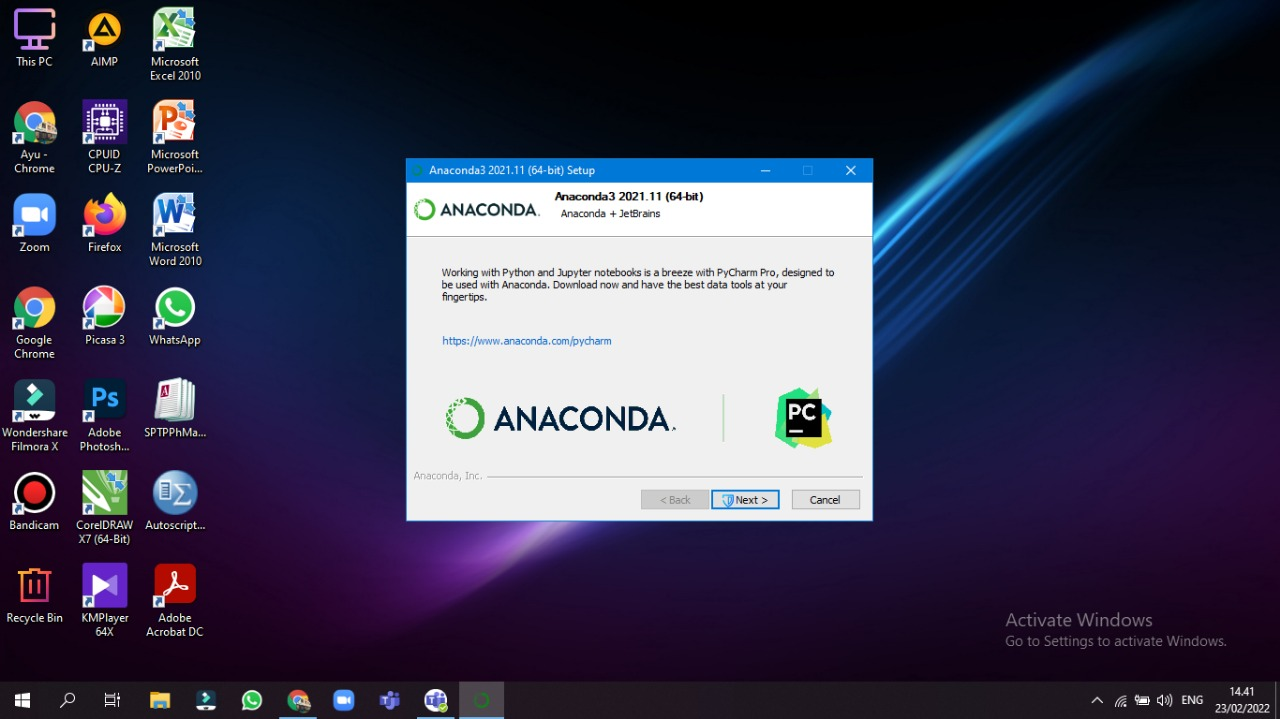 This PC
AIMP
Microsoft
Excel 2010
Ayu -
Chrome
CPUID
CPU-Z
Microsoft
PowerPoi...
Zoom
Firefox
Microsoft
Word 2010
Google
Chrome
Picasa 3
WhatsApp
Wondershare
Filmora X
Ps
Adobe
Photosh...
A
SPTPPhMa...
Bandicam
CorelDRAW
X7 (64-Bit)
Autoscript...
Recycle Bin
KMPlayer
64X
Adobe
Acrobat DC
Anaconda3 2021.11 (64-bit) Setup
ANACONDA.
Anaconda3 2021.11 (64-bit)
Anaconda + JetBrains
Working with Python and Jupyter notebooks is a breeze with PyCharm Pro, designed to
be used with Anaconda. Download now and have the best data tools at your
fingertips.
https://www.anaconda.com/pycharm
ANACONDA.
PC
Anaconda, Inc.
< Back
Next >
Cancel
Activate Windows
Go to Settings to activate Windows.
ENG
14.41
23/02/2022